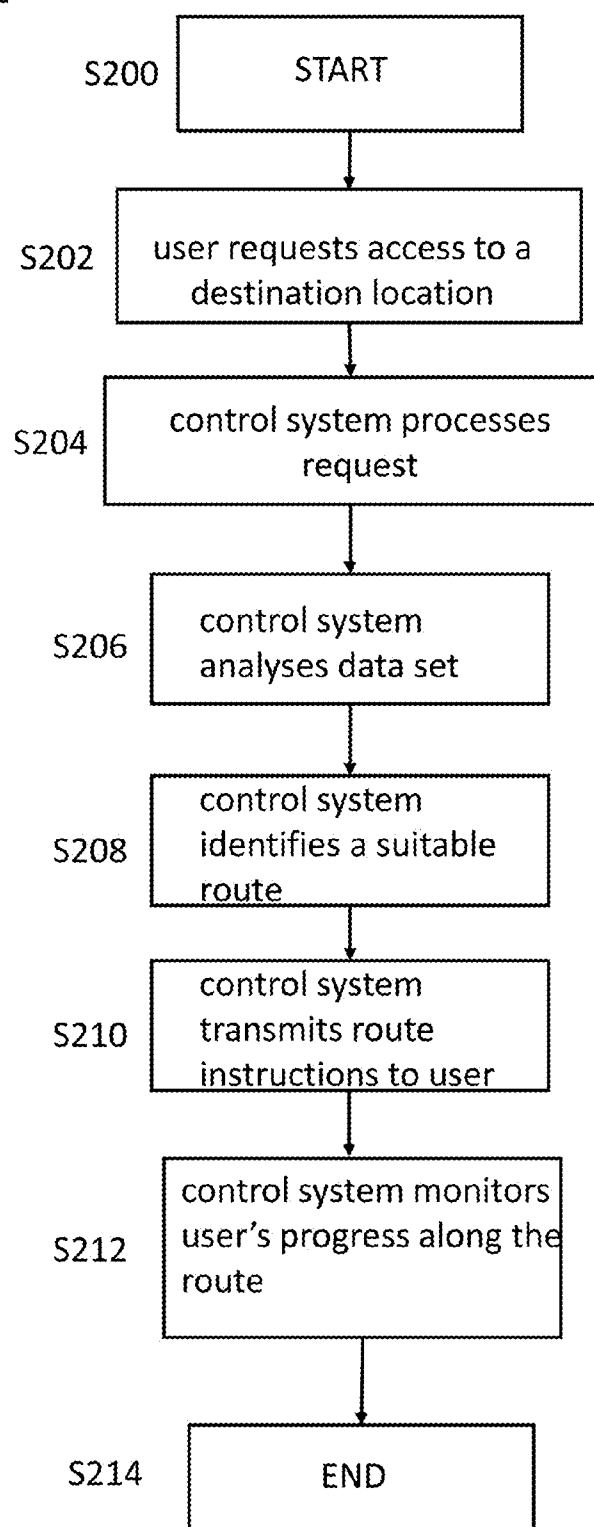 S200
START
S202
user requests access to a
destination location
S204
control system processes
request
S206
control system
analyses data set
S208
control system
identifies a suitable
route
S210
control system
transmits route
instructions to user
S212
control system monitors
user's progress along the
route
S214
END